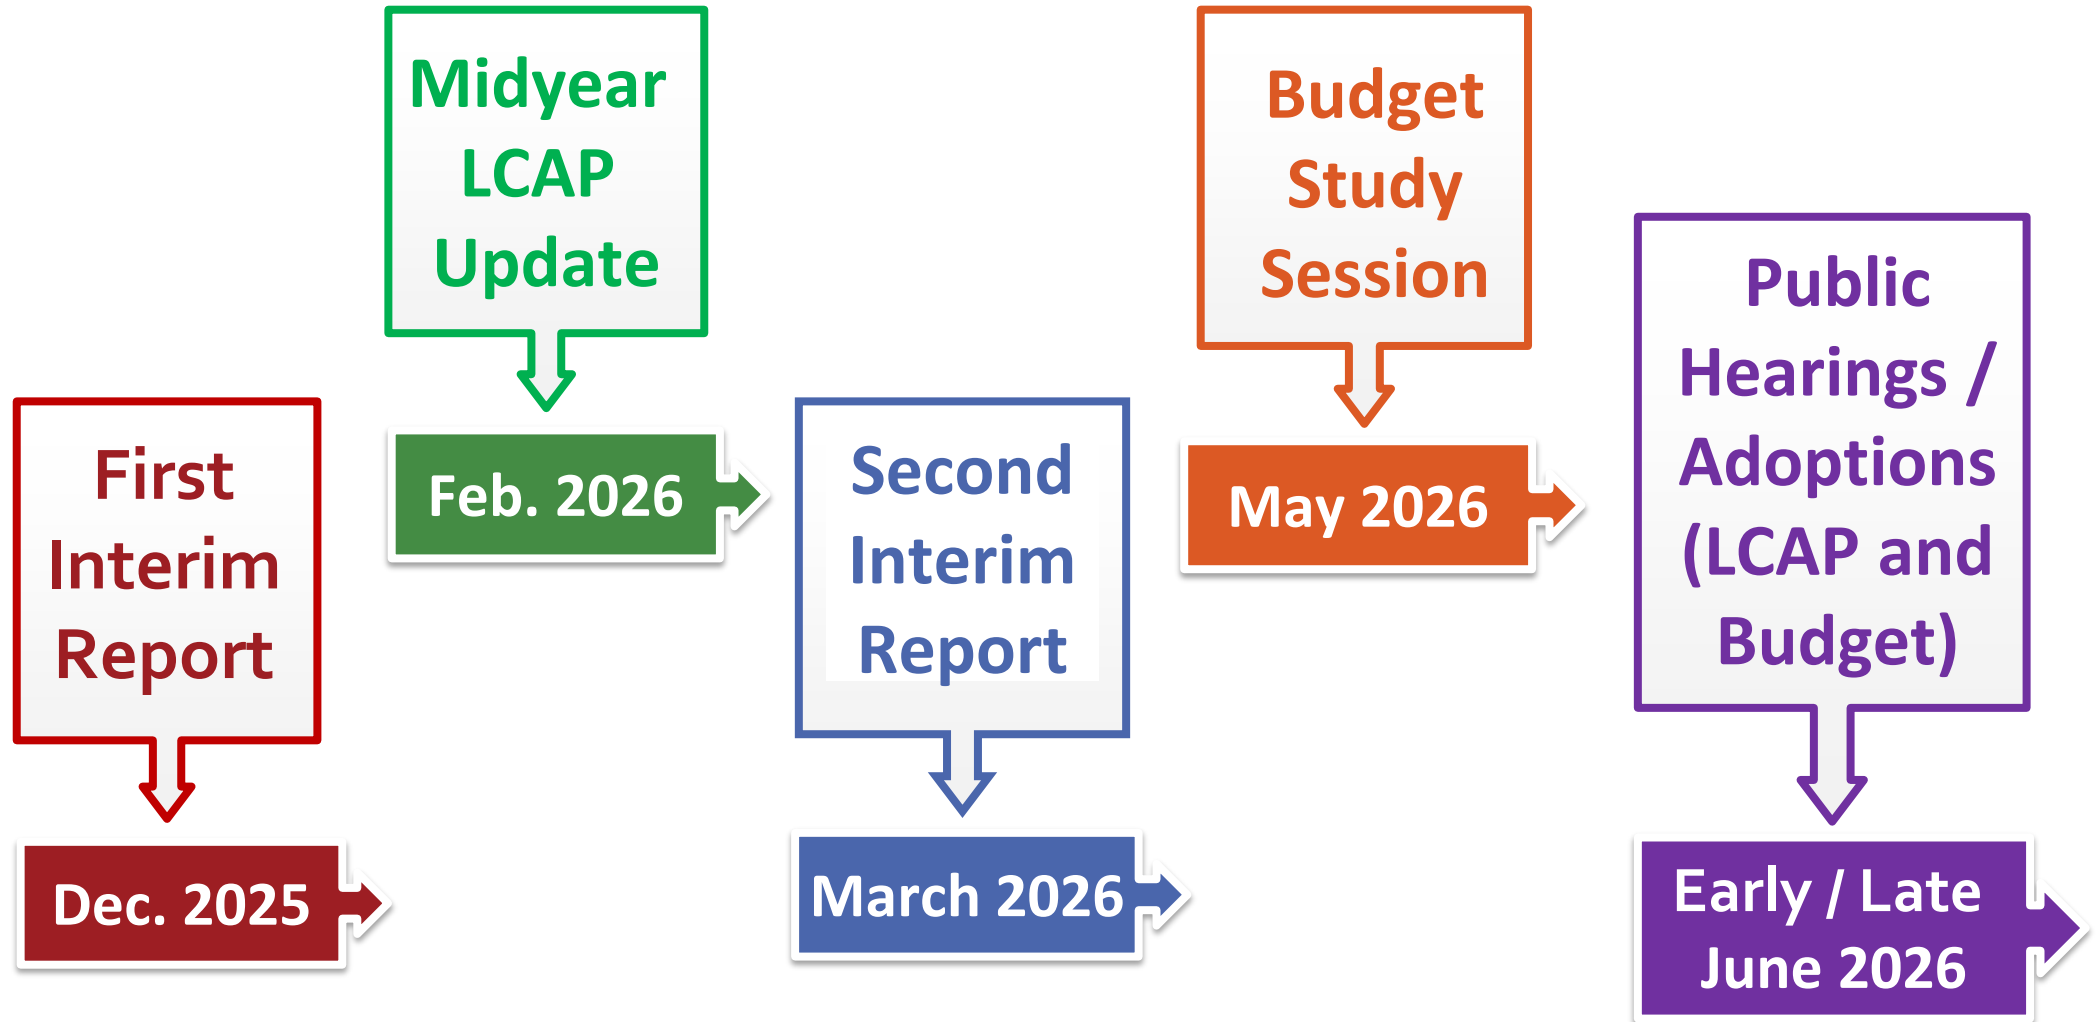 First
Interim
Report
Dec. 2025
Midyear
LCAP
Update
Feb. 2026
Second
Interim
Report
March 2026
Budget
Study
Session
May 2026
Public
Hearings /
Adoptions
(LCAP and
Budget)
Early / Late
June 2026